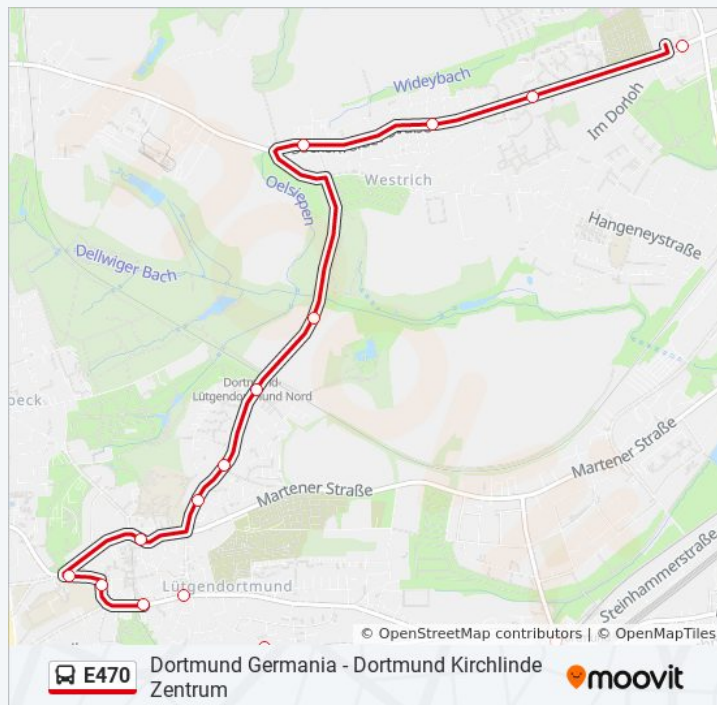 Wideybach
Im Dorloh
Westrich
Oelsiepen
Hangeneystraße
Dellwiger Bach
Dortmund-
Lütgendortmund Nord
beck
Martener Straße
Martener Straße
Steinhammerstraße
Lütgendortmund
© OpenStreetMap contributors | © OpenMapTiles
E470
Dortmund Germania - Dortmund Kirchlinde
Zentrum
moovit